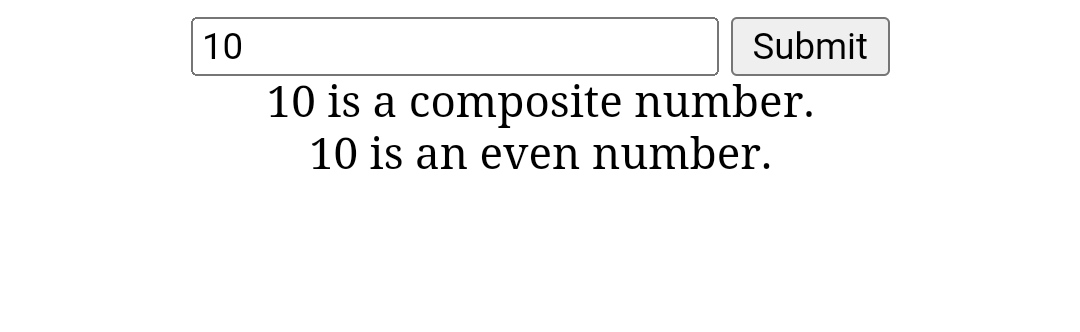 10 Submit
10 is a composite number.
10 is an even number.